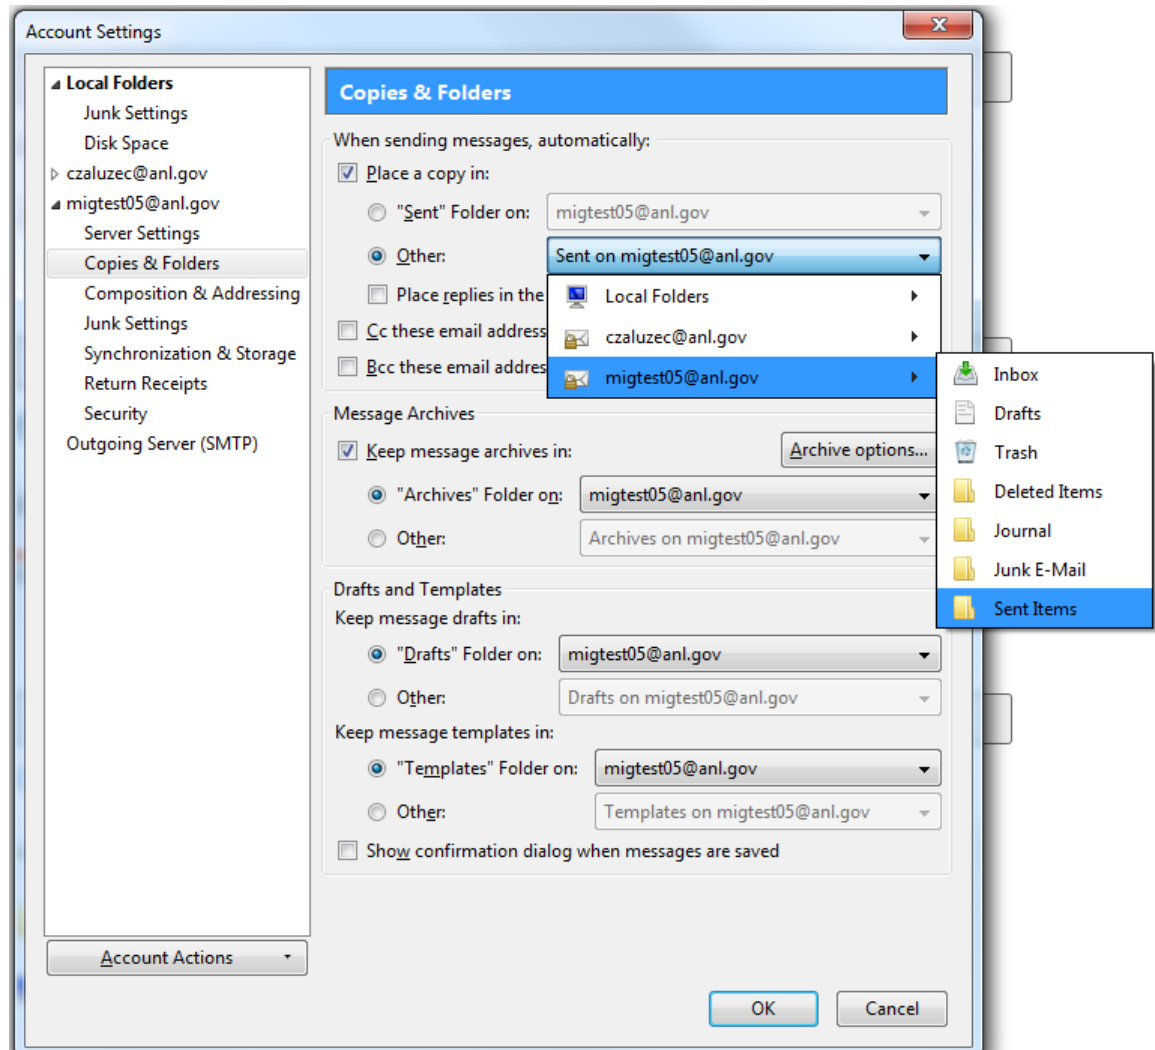 Account Settings
Local Folders
Junk Settings
Disk Space
czaluzec@anl.gov
migtest05@anl.gov
Server Settings
Copies & Folders
Composition & Addressing
Junk Settings
Synchronization & Storage
Return Receipts
Security
Outgoing Server (SMTP)
Account Actions
Copies & Folders
When sending messages, automatically:
Place a copy in:
"Sent" Folder on: migtest05@anl.gov
Other: Sent on migtest05@anl.gov
Place replies in the
Cc these email address
Bcc these email addres
Local Folders
czaluzec@anl.gov
migtest05@anl.gov
Inbox
Drafts
Trash
Deleted Items
Journal
Junk E-Mail
Sent Items
Message Archives
Keep message archives in: Archive options...
"Archives" Folder on: migtest05@anl.gov
Other: Archives on migtest05@anl.gov
Drafts and Templates
Keep message drafts in:
"Drafts" Folder on: migtest05@anl.gov
Other: Drafts on migtest05@anl.gov
Keep message templates in:
"Templates" Folder on: migtest05@anl.gov
Other: Templates on migtest05@anl.gov
Show confirmation dialog when messages are saved
OK Cancel